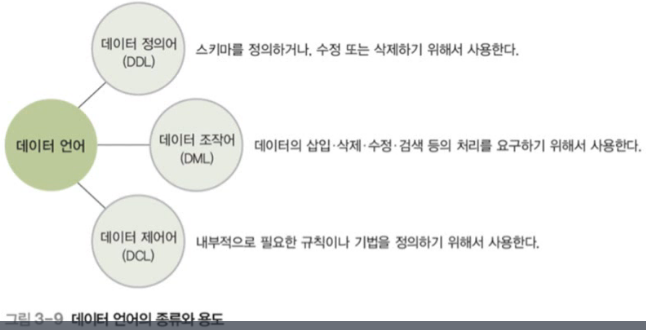 데이터 정의어
(DDL)
스키마를 정의하거나, 수정 또는 삭제하기 위해서 사용한다.
데이터 언어
데이터 조작어
(DML)
데이터의 삽입·삭제·수정·검색 등의 처리를 요구하기 위해서 사용한다.
데이터 제어어
(DCL)
내부적으로 필요한 규칙이나 기법을 정의하기 위해서 사용한다.
그림 3-9 데이터 언어의 종류와 용도